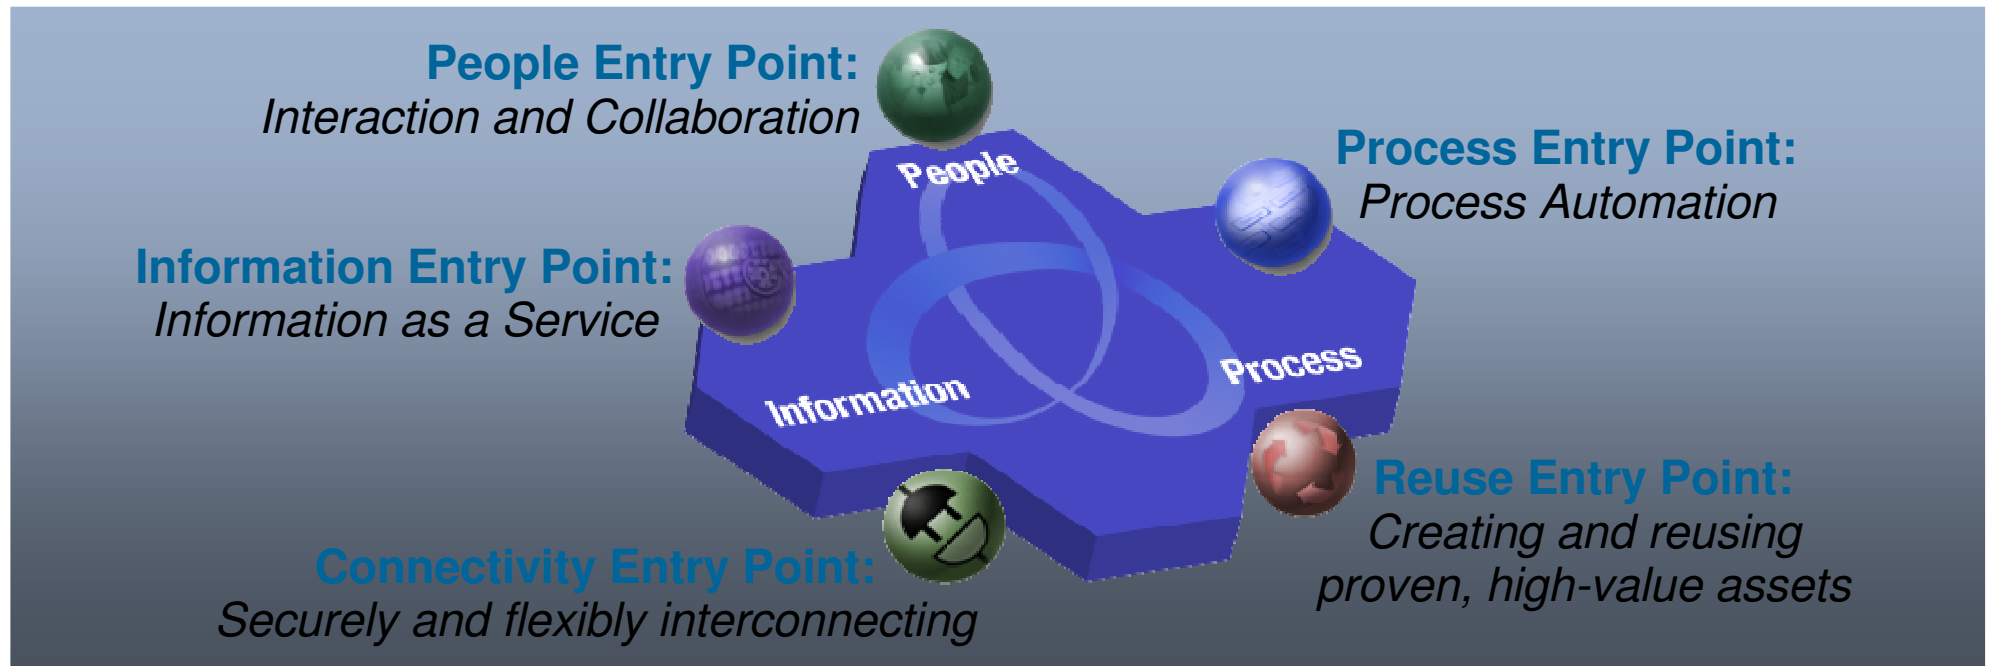 People Entry Point:
Interaction and Collaboration
People
Process Entry Point:
Process Automation
Information Entry Point:
Information as a Service
Process
Information
Reuse Entry Point:
Creating and reusing
proven, high-value assets
Connectivity Entry Point:
Securely and flexibly interconnecting